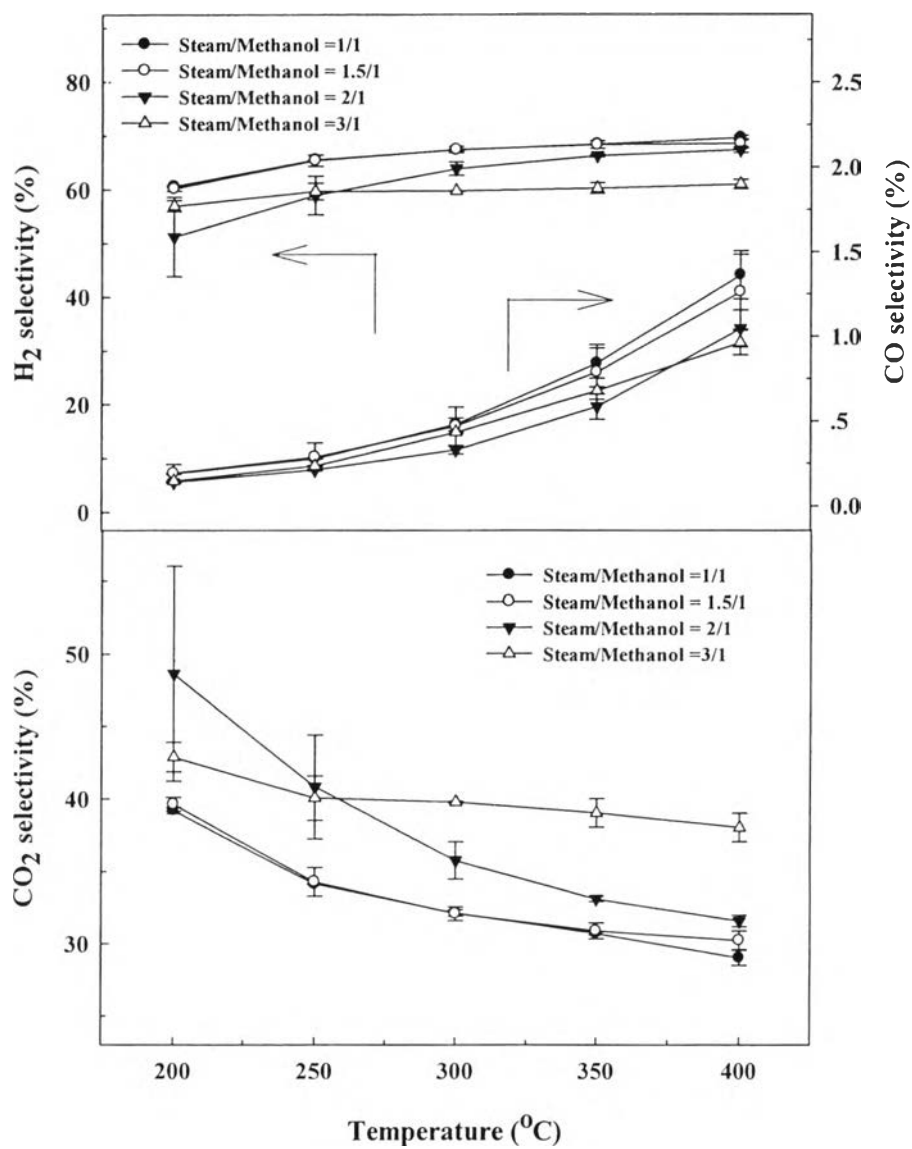 Steam/Methanol =1/1
Steam/Methanol = 1.5/1
Steam/Methanol = 2/1
Steam/Methanol =3/1
80
60
40
20
0
H2 selectivity (%)
2.5
2.0
1.5
1.0
.5
0.0
CO selectivity (%)
Steam/Methanol =1/1
Steam/Methanol = 1.5/1
Steam/Methanol = 2/1
Steam/Methanol =3/1
50
40
30
CO2 selectivity (%)
200 250 300 350 400
Temperature (OC)